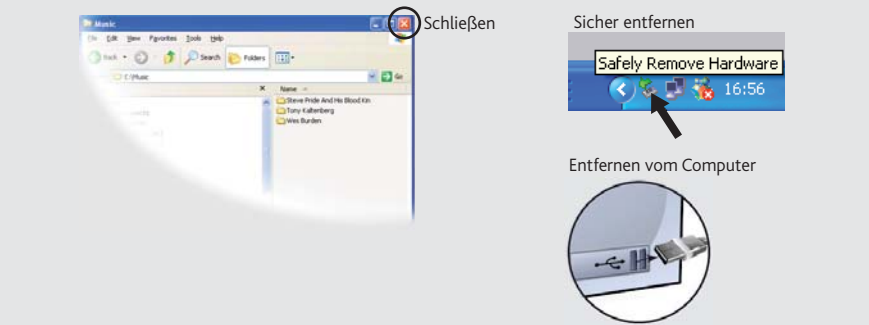 Music
File Edit View Favorites Tools Help
Back Search Folders
C:\Music Go
Name
Steve Pride And His Blood Kin
Tony Kaltenberg
Wes Burden
Schließen
Sicher entfernen
Safely Remove Hardware
16:56
Entfernen vom Computer